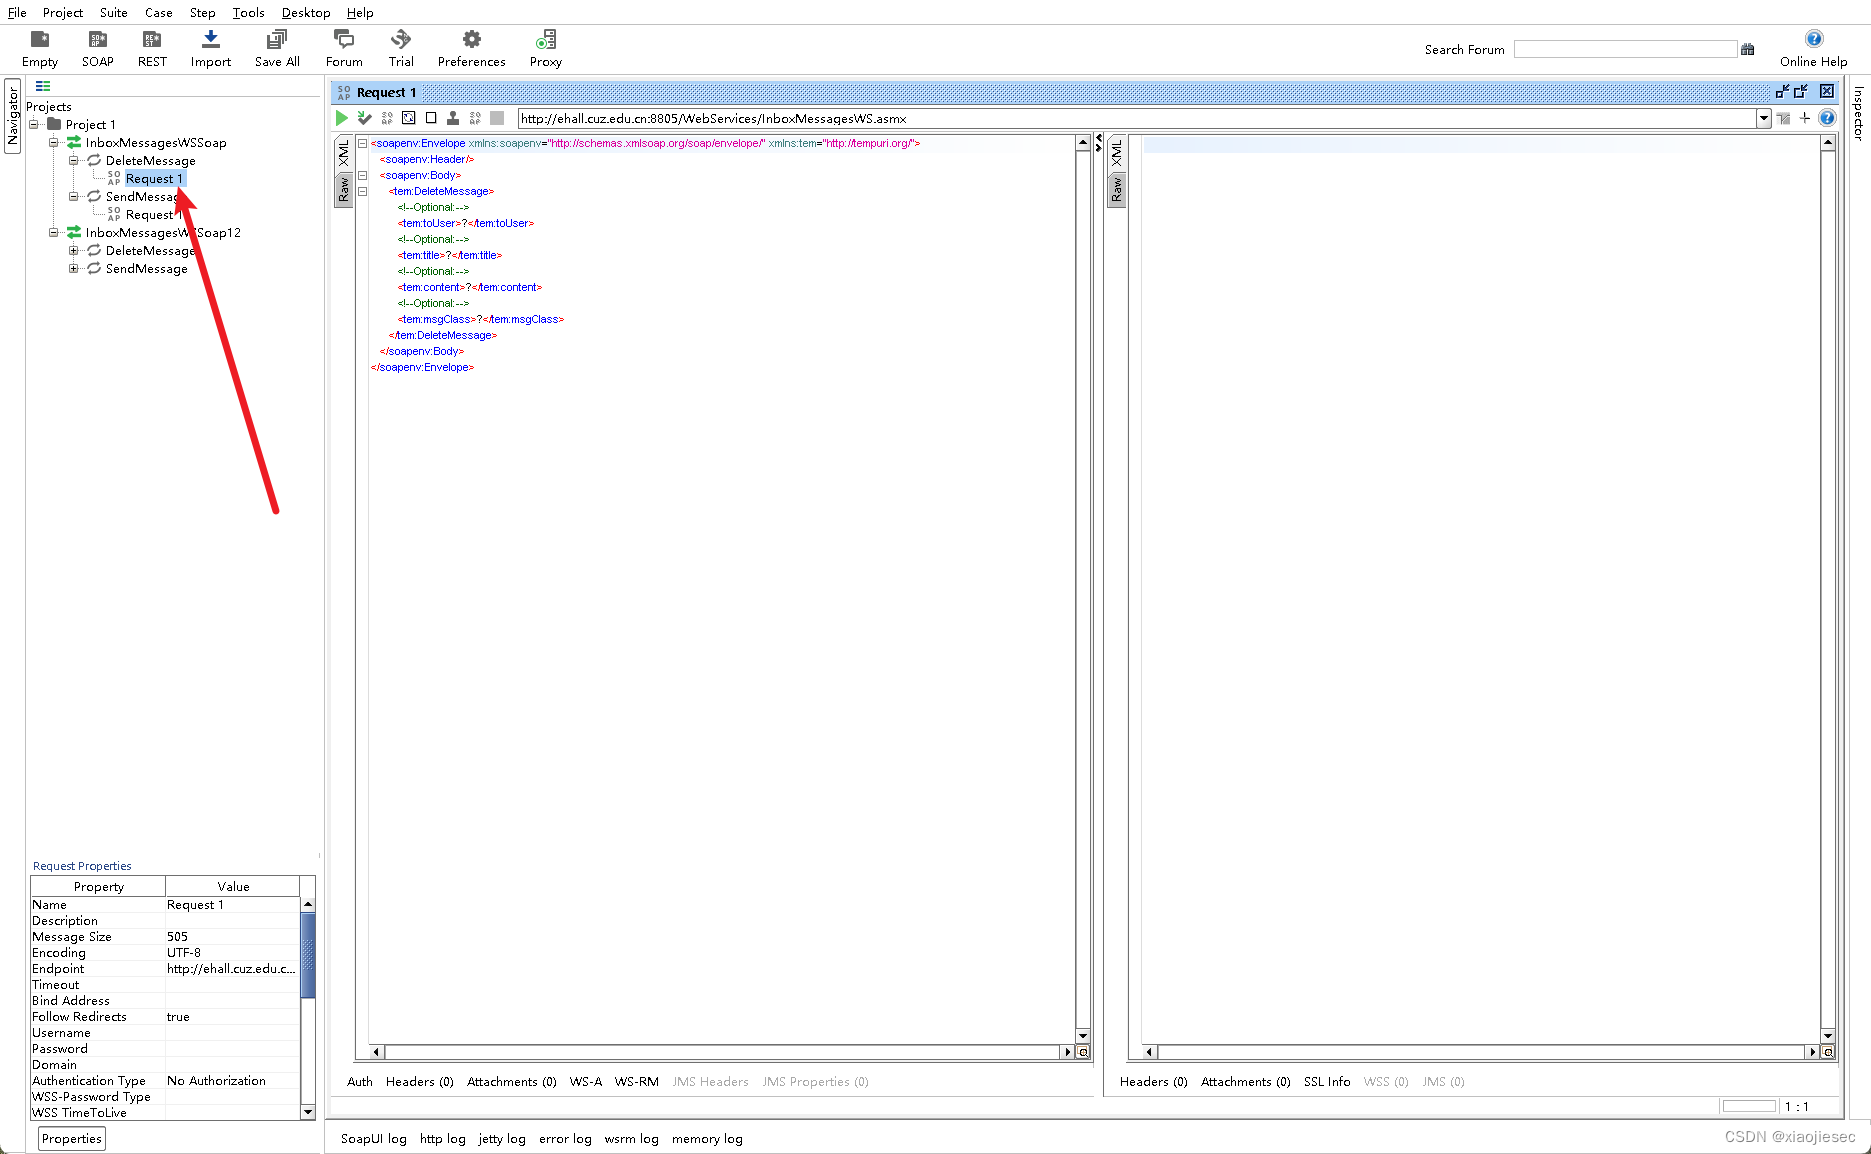 File Project Suite Case Step Tools Desktop Help
Empty SOAP REST Import Save All Forum Trial Preferences Proxy Search Forum Online Help
Navigator
Projects
Project 1
InboxMessagesWSSoap
DeleteMessage
Request 1
SendMessage
Request 1
InboxMessagesWSSoap12
DeleteMessage
SendMessage
Request Properties
Property Value
Name Request 1
Description
Message Size 505
Encoding UTF-8
Endpoint http://ehall.cuz.edu.c...
Timeout
Bind Address
Follow Redirects true
Username
Password
Domain
Authentication Type No Authorization
WSS-Password Type
WSS TimeToLive
Properties
Request 1
http://ehall.cuz.edu.cn:8805/WebServices/InboxMessagesWS.asmx
XML
Raw
<soapenv:Envelope xmlns:soapenv="http://schemas.xmlsoap.org/soap/envelope/" xmlns:tem="http://tempuri.org/">
<soapenv:Header/>
<soapenv:Body>
<tem:DeleteMessage>
<!--Optional:-->
<tem:toUser>?</tem:toUser>
<!--Optional:-->
<tem:title>?</tem:title>
<!--Optional:-->
<tem:content>?</tem:content>
<!--Optional:-->
<tem:msgClass>?</tem:msgClass>
</tem:DeleteMessage>
</soapenv:Body>
</soapenv:Envelope>
Auth Headers (0) Attachments (0) WS-A WS-RM JMS Headers JMS Properties (0)
XML
Raw
Headers (0) Attachments (0) SSL Info WSS (0) JMS (0)
1 : 1
Inspector
SoapUI log http log jetty log error log wsrm log memory log
CSDN @xiaojiesec